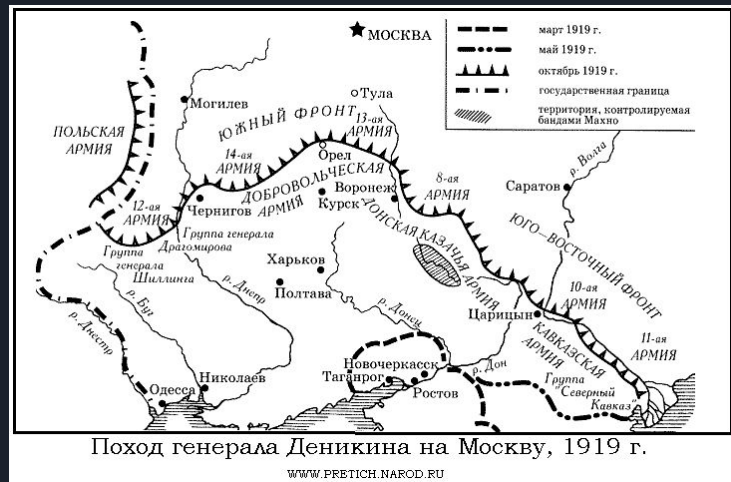 МОСКВА
март 1919 г.
май 1919 г.
октябрь 1919 г.
государственная граница
территория, контролируемая
бандами Махно
Тула
Могилев
ЮЖНЫЙ ФРОНТ
13-ая
АРМИЯ
ПОЛЬСКАЯ
АРМИЯ
14-ая
АРМИЯ
Орел
ДОБРОВОЛЬЧЕСКАЯ
АРМИЯ
Воронеж
Курск
8-ая
АРМИЯ
Саратов
р. Волга
12-ая
АРМИЯ
Чернигов
Группа генерала
Драгомирова
Группа
генерала
Шиллинга
ДОНСКАЯ КАЗАЧЬЯ АРМИЯ
ЮГО-ВОСТОЧНЫЙ ФРОНТ
Харьков
Полтава
р. Днепр
р. Буг
р. Днестр
р. Донец
10-ая
АРМИЯ
Царицын
КАВКАЗСКАЯ
АРМИЯ
11-ая
АРМИЯ
Группа
"Северный
Кавказ"
р. Дон
Новочеркасск
Таганрог
Ростов
Николаев
Одесса
Поход генерала Деникина на Москву, 1919 г.
WWW.PRETICH.NAROD.RU